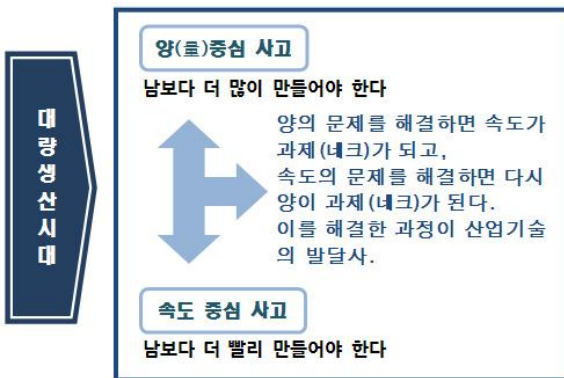 대량생산시대
양(量)중심 사고
남보다 더 많이 만들어야 한다
양의 문제를 해결하면 속도가
과제(네크)가 되고,
속도의 문제를 해결하면 다시
양이 과제(네크)가 된다.
이를 해결한 과정이 산업기술
의 발달사.
속도 중심 사고
남보다 더 빨리 만들어야 한다